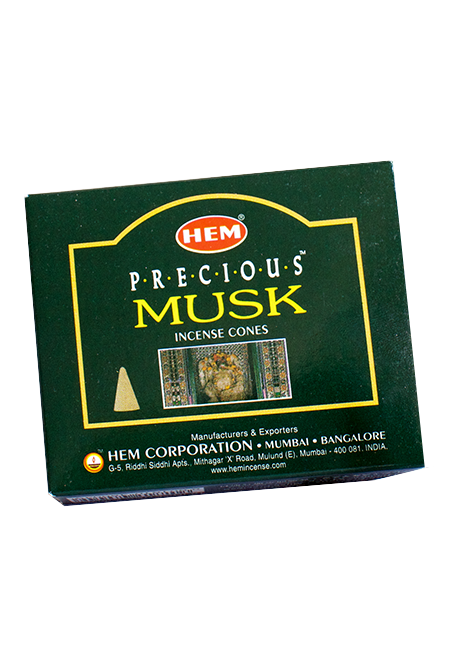 HEM®
P·R·E·C·I·O·U·S™
MUSK
INCENSE CONES
Manufacturers & Exporters
HEM CORPORATION • MUMBAI • BANGALORE
G-5, Riddhi Siddhi Apts., Mithagar 'X' Road, Mulund (E), Mumbai - 400 081. INDIA.
www.hemincense.com